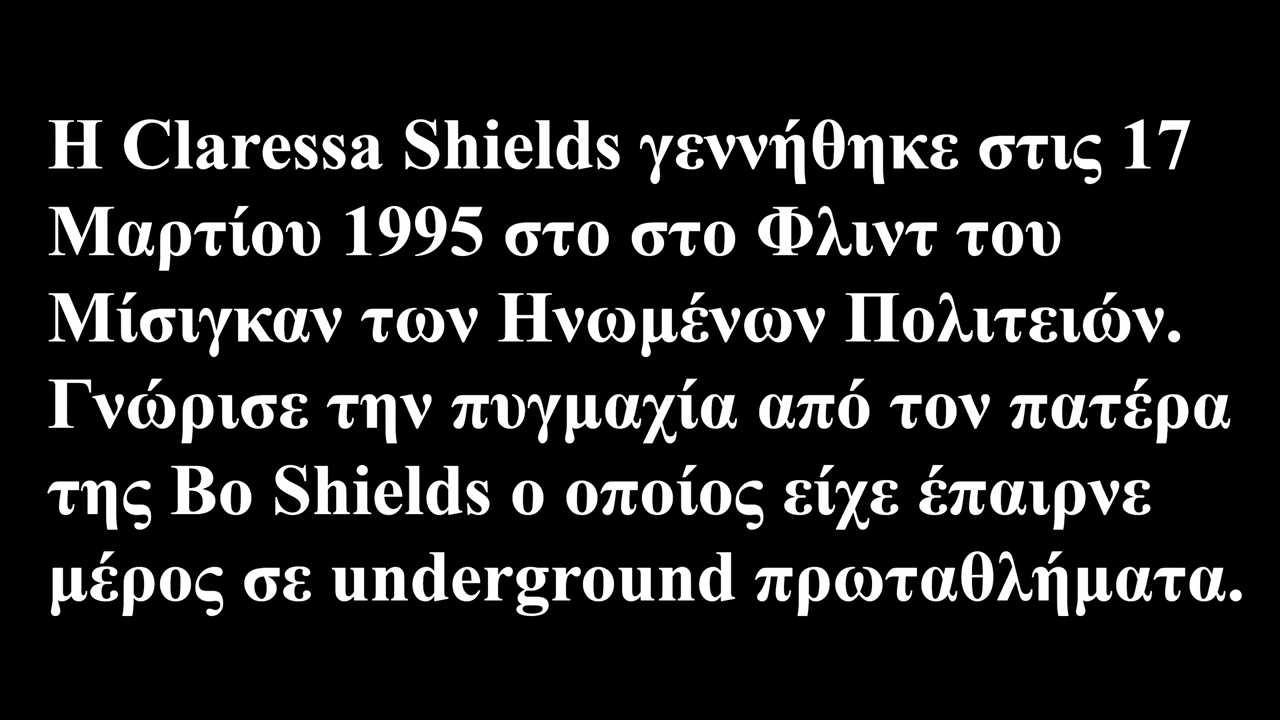 Η Claressa Shields γεννήθηκε στις 17
Μαρτίου 1995 στο στο Φλιντ του
Μίσιγκαν των Ηνωμένων Πολιτειών.
Γνώρισε την πυγμαχία από τον πατέρα
της Bo Shields ο οποίος είχε έπαιρνε
μέρος σε underground πρωταθλήματα.